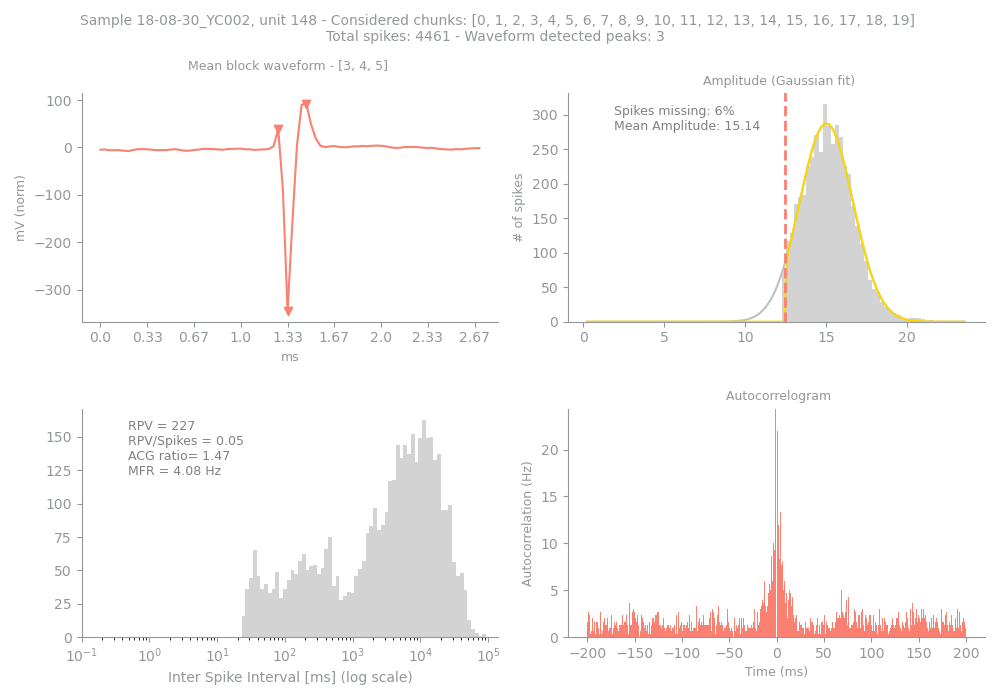 Sample 18-08-30_YC002, unit 148 - Considered chunks: [0, 1, 2, 3, 4, 5, 6, 7, 8, 9, 10, 11, 12, 13, 14, 15, 16, 17, 18, 19]
Total spikes: 4461 - Waveform detected peaks: 3
Mean block waveform - [3, 4, 5]
100
0
−100
−200
−300
mV (norm)
0.0 0.33 0.67 1.0 1.33 1.67 2.0 2.33 2.67
ms
Amplitude (Gaussian fit)
Spikes missing: 6%
Mean Amplitude: 15.14
300
250
200
150
100
50
0
# of spikes
0 5 10 15 20
RPV = 227
RPV/Spikes = 0.05
ACG ratio= 1.47
MFR = 4.08 Hz
150
125
100
75
50
25
0
10⁻¹ 10⁰ 10¹ 10² 10³ 10⁴ 10⁵
Inter Spike Interval [ms] (log scale)
Autocorrelogram
20
15
10
5
0
Autocorrelation (Hz)
−200 −150 −100 −50 0 50 100 150 200
Time (ms)